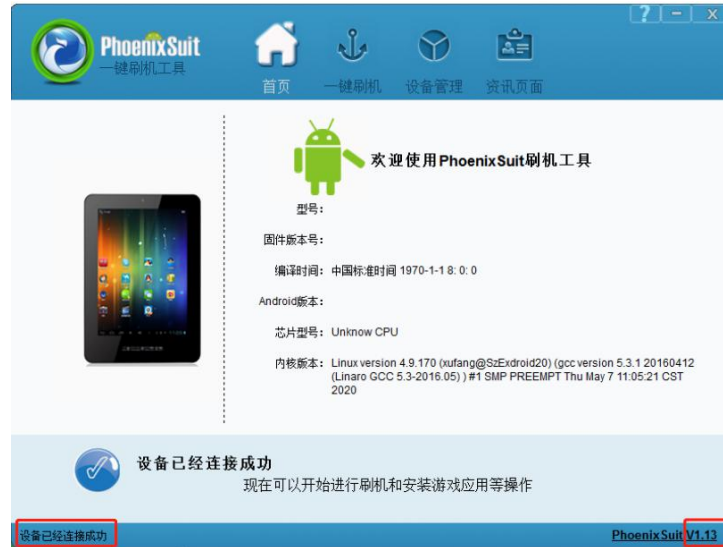 PhoenixSuit
一键刷机工具
首页
一键刷机
设备管理
资讯页面
? － x
欢迎使用PhoenixSuit刷机工具
型号：
固件版本号：
编译时间： 中国标准时间 1970-1-1 8: 0: 0
Android版本：
芯片型号： Unknow CPU
内核版本： Linux version 4.9.170 (xufang@SzExdroid20) (gcc version 5.3.1 20160412
(Linaro GCC 5.3-2016.05) ) #1 SMP PREEMPT Thu May 7 11:05:21 CST
2020
设备已经连接成功
现在可以开始进行刷机和安装游戏应用等操作
设备已经连接成功
PhoenixSuit V1.13